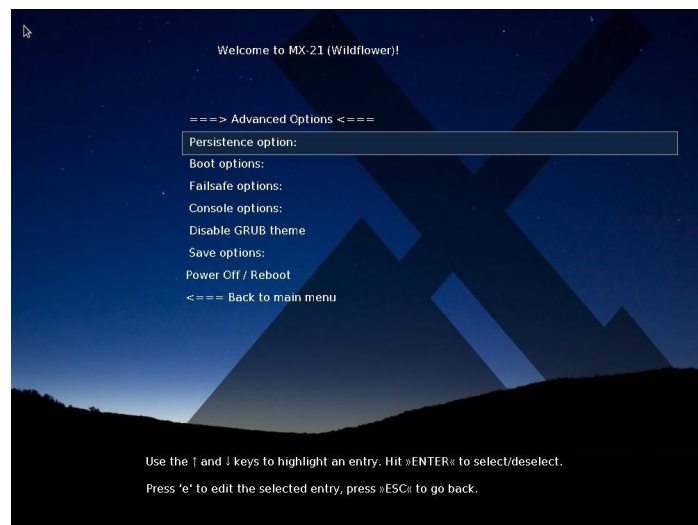 Welcome to MX-21 (Wildflower)!
===> Advanced Options <===
Persistence option:
Boot options:
Failsafe options:
Console options:
Disable GRUB theme
Save options:
Power Off / Reboot
<=== Back to main menu
Use the ↑ and ↓ keys to highlight an entry. Hit »ENTER« to select/deselect.
Press 'e' to edit the selected entry, press »ESC« to go back.